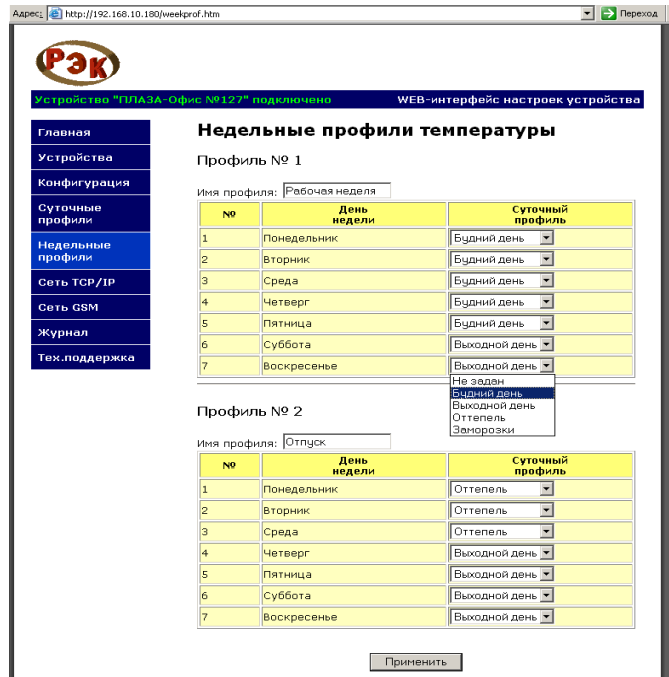 Адрес: http://192.168.10.180/weekprof.htm Переход
РЭК
Устройство "ПЛАЗА-Офис №127" подключено WEB-интерфейс настроек устройства
Главная
Устройства
Конфигурация
Суточные
профили
Недельные
профили
Сеть TCP/IP
Сеть GSM
Журнал
Тех.поддержка
Недельные профили температуры
Профиль № 1
Имя профиля: Рабочая неделя
№ День недели Суточный профиль
1 Понедельник Будний день
2 Вторник Будний день
3 Среда Будний день
4 Четверг Будний день
5 Пятница Будний день
6 Суббота Выходной день
7 Воскресенье Выходной день
Не задан
Будний день
Выходной день
Оттепель
Заморозки
Профиль № 2
Имя профиля: Отпуск
№ День недели Суточный профиль
1 Понедельник Оттепель
2 Вторник Оттепель
3 Среда Оттепель
4 Четверг Выходной день
5 Пятница Выходной день
6 Суббота Выходной день
7 Воскресенье Выходной день
Применить